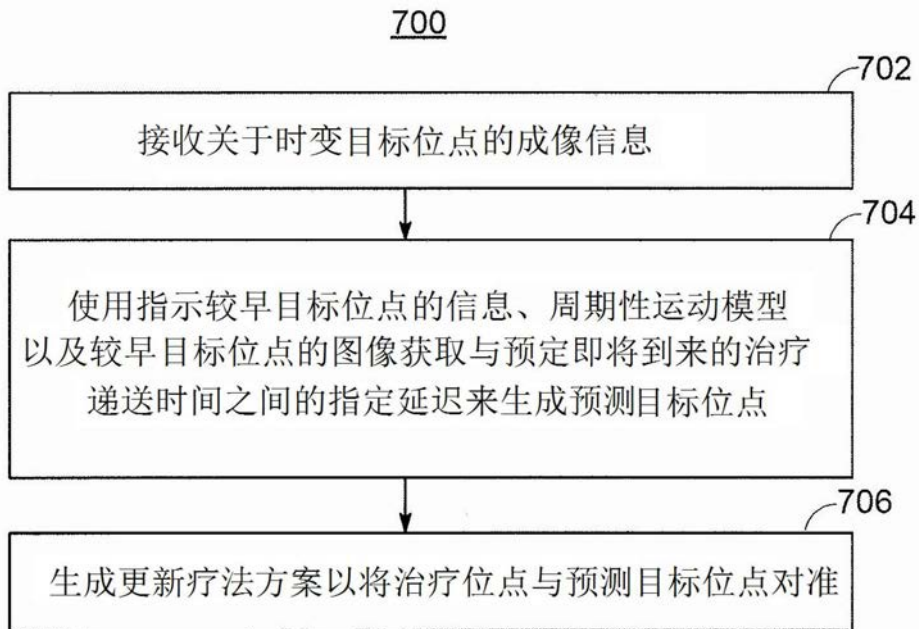 700
702
接收关于时变目标位点的成像信息
704
使用指示较早目标位点的信息、周期性运动模型
以及较早目标位点的图像获取与预定即将到来的治疗
递送时间之间的指定延迟来生成预测目标位点
706
生成更新疗法方案以将治疗位点与预测目标位点对准